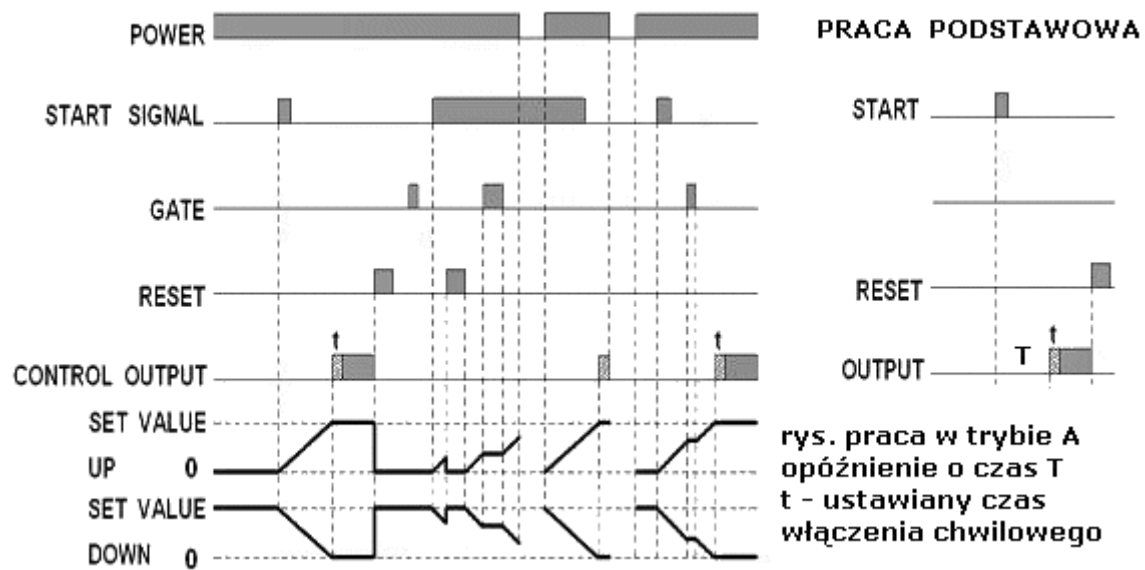 POWER
PRACA PODSTAWOWA
START SIGNAL
START
GATE
RESET
RESET
t
t
t
CONTROL OUTPUT
T
OUTPUT
SET VALUE
UP 0
SET VALUE
DOWN 0
rys. praca w trybie A
opóźnienie o czas T
t - ustawiany czas
włączenia chwilowego